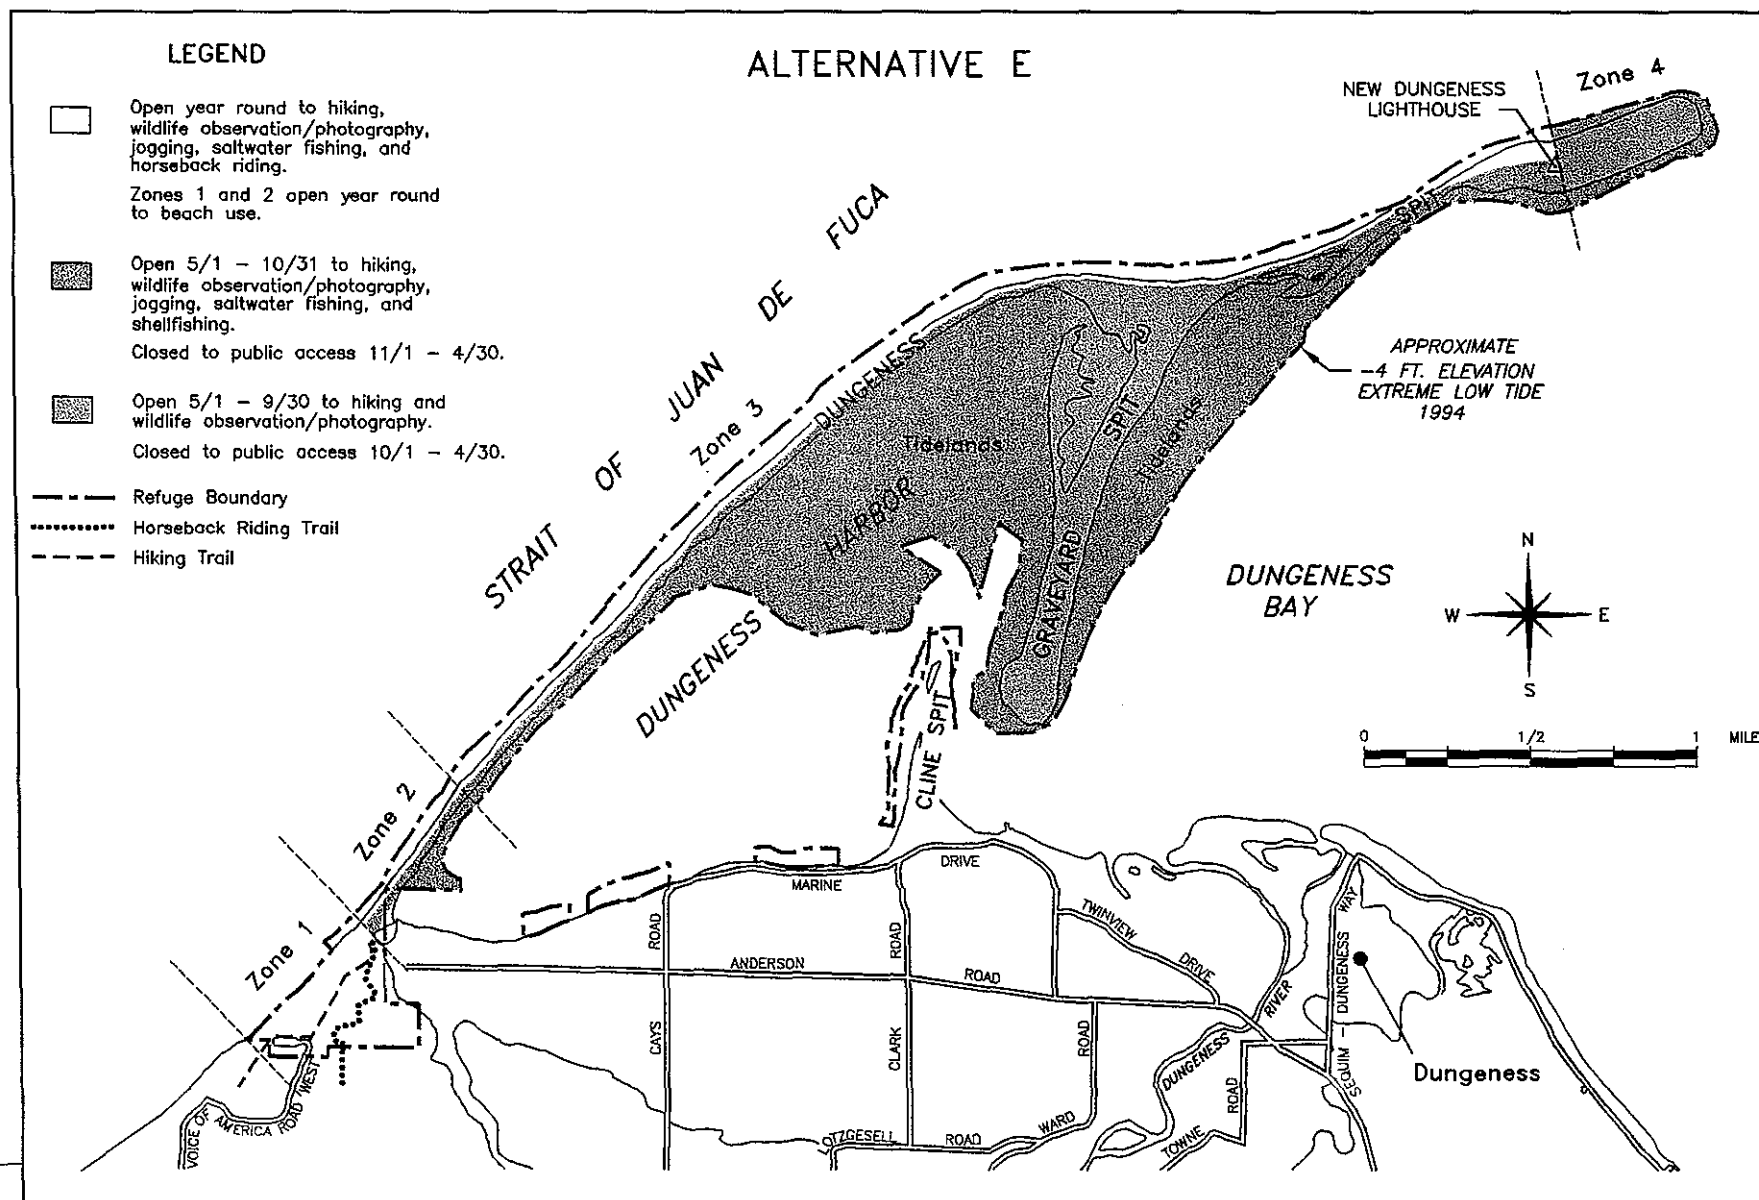 LEGEND
ALTERNATIVE E
Open year round to hiking,
wildlife observation/photography,
jogging, saltwater fishing, and
horseback riding.
Zones 1 and 2 open year round
to beach use.
Open 5/1 – 10/31 to hiking,
wildlife observation/photography,
jogging, saltwater fishing, and
shellfishing.
Closed to public access 11/1 – 4/30.
Open 5/1 – 9/30 to hiking and
wildlife observation/photography.
Closed to public access 10/1 – 4/30.
Refuge Boundary
Horseback Riding Trail
Hiking Trail
NEW DUNGENESS
LIGHTHOUSE
Zone 4
STRAIT OF JUAN DE FUCA
Zone 3
DUNGENESS SPIT
APPROXIMATE
-4 FT. ELEVATION
EXTREME LOW TIDE
1994
Tidelands
Tidelands
GRAVEYARD SPIT
DUNGENESS HARBOR
DUNGENESS
BAY
N
W E
S
0 1/2 1 MILE
CLINE SPIT
Zone 2
Zone 1
MARINE DRIVE
TWINVIEW DRIVE
ANDERSON ROAD
CAYS ROAD
CLARK ROAD
ROAD
WARD
LOTZGESELL ROAD
TOWNE ROAD
DUNGENESS RIVER
SEQUIM – DUNGENESS WAY
Dungeness
VOICE OF AMERICA ROAD WEST